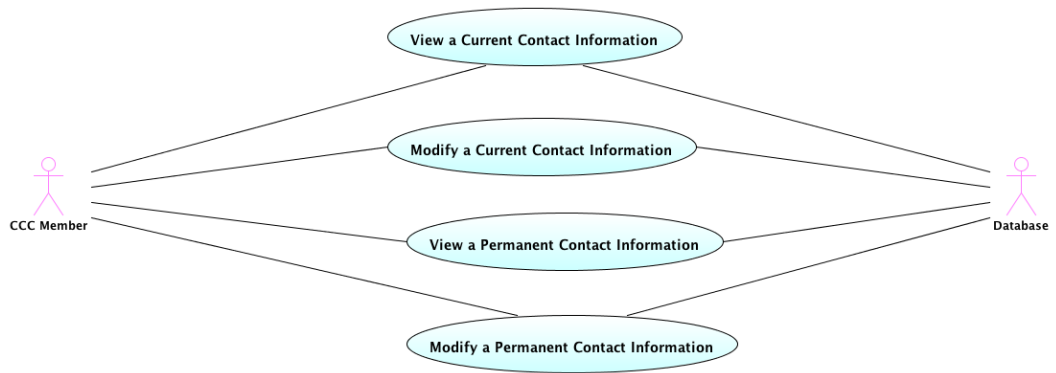 View a Current Contact Information
Modify a Current Contact Information
CCC Member
Database
View a Permanent Contact Information
Modify a Permanent Contact Information